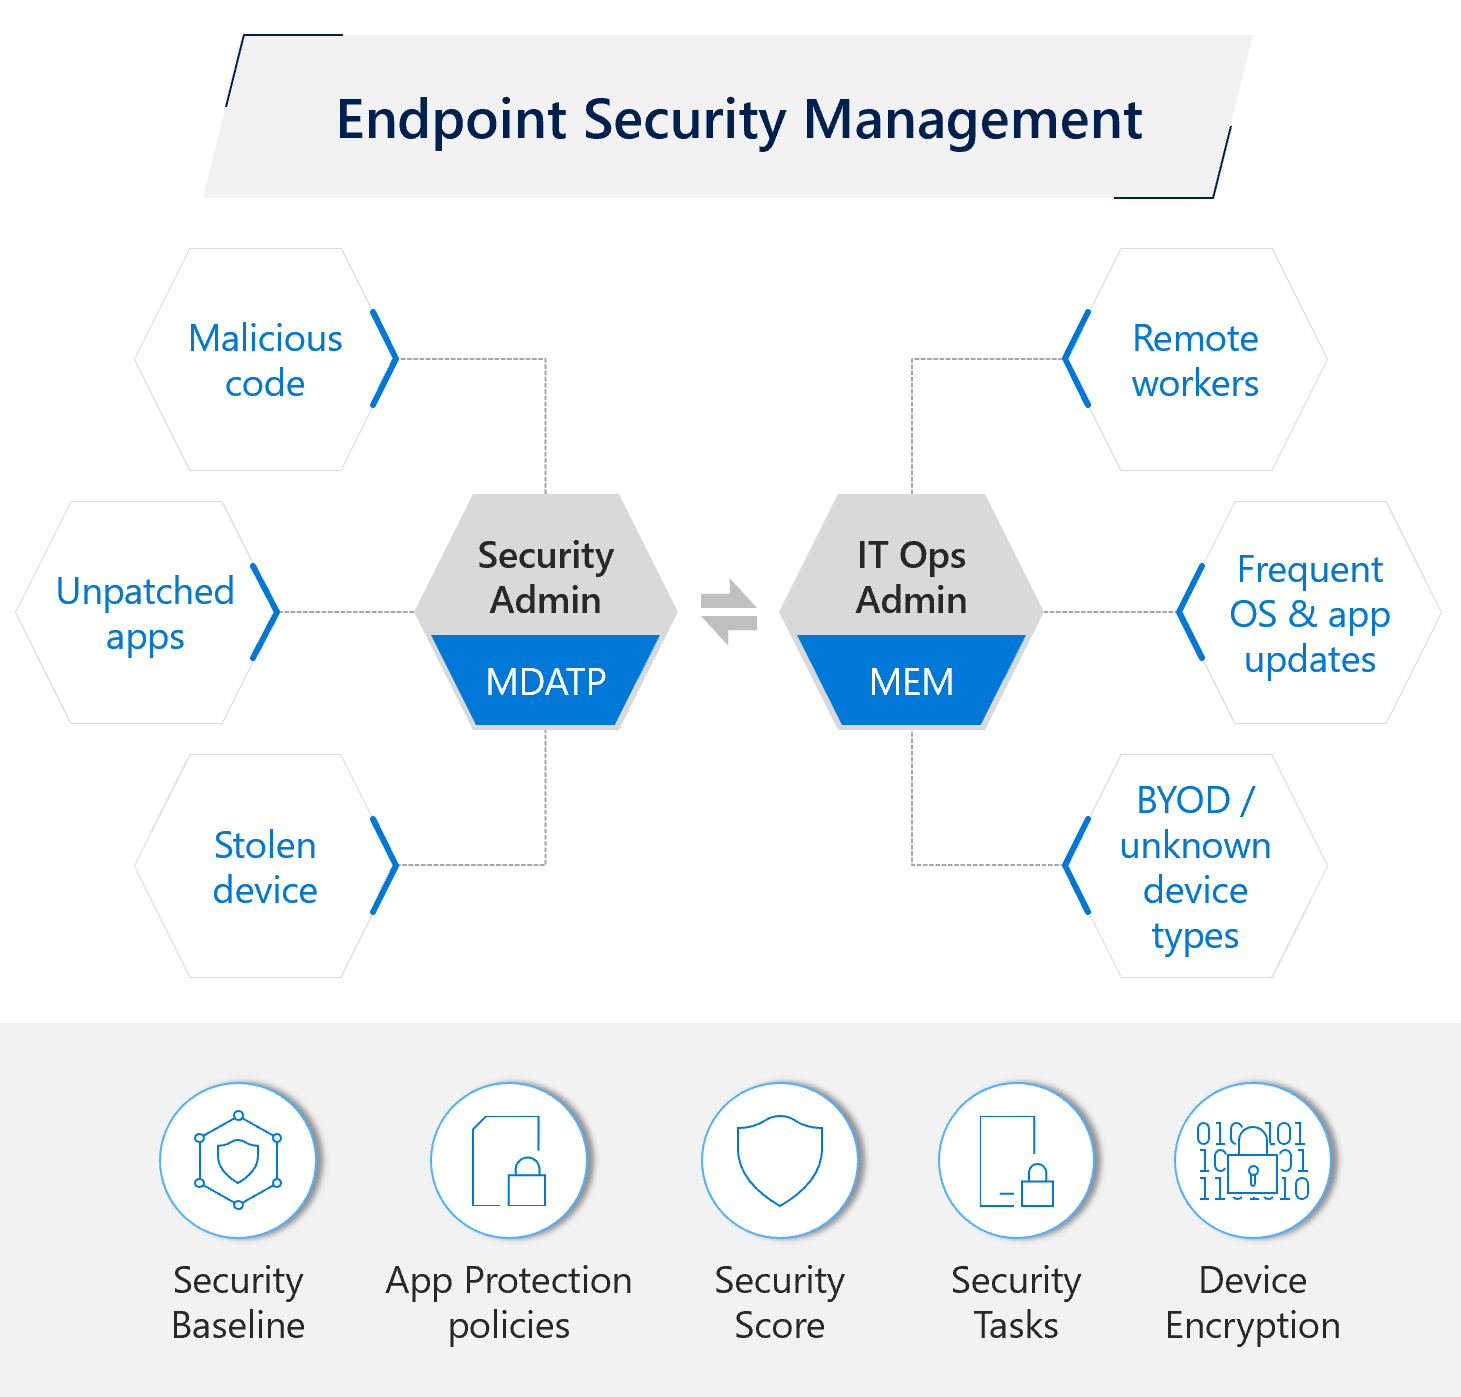 Endpoint Security Management
Malicious
code
Unpatched
apps
Stolen
device
Security
Admin
MDATP
IT Ops
Admin
MEM
Remote
workers
Frequent
OS & app
updates
BYOD /
unknown
device
types
Security
Baseline
App Protection
policies
Security
Score
Security
Tasks
Device
Encryption